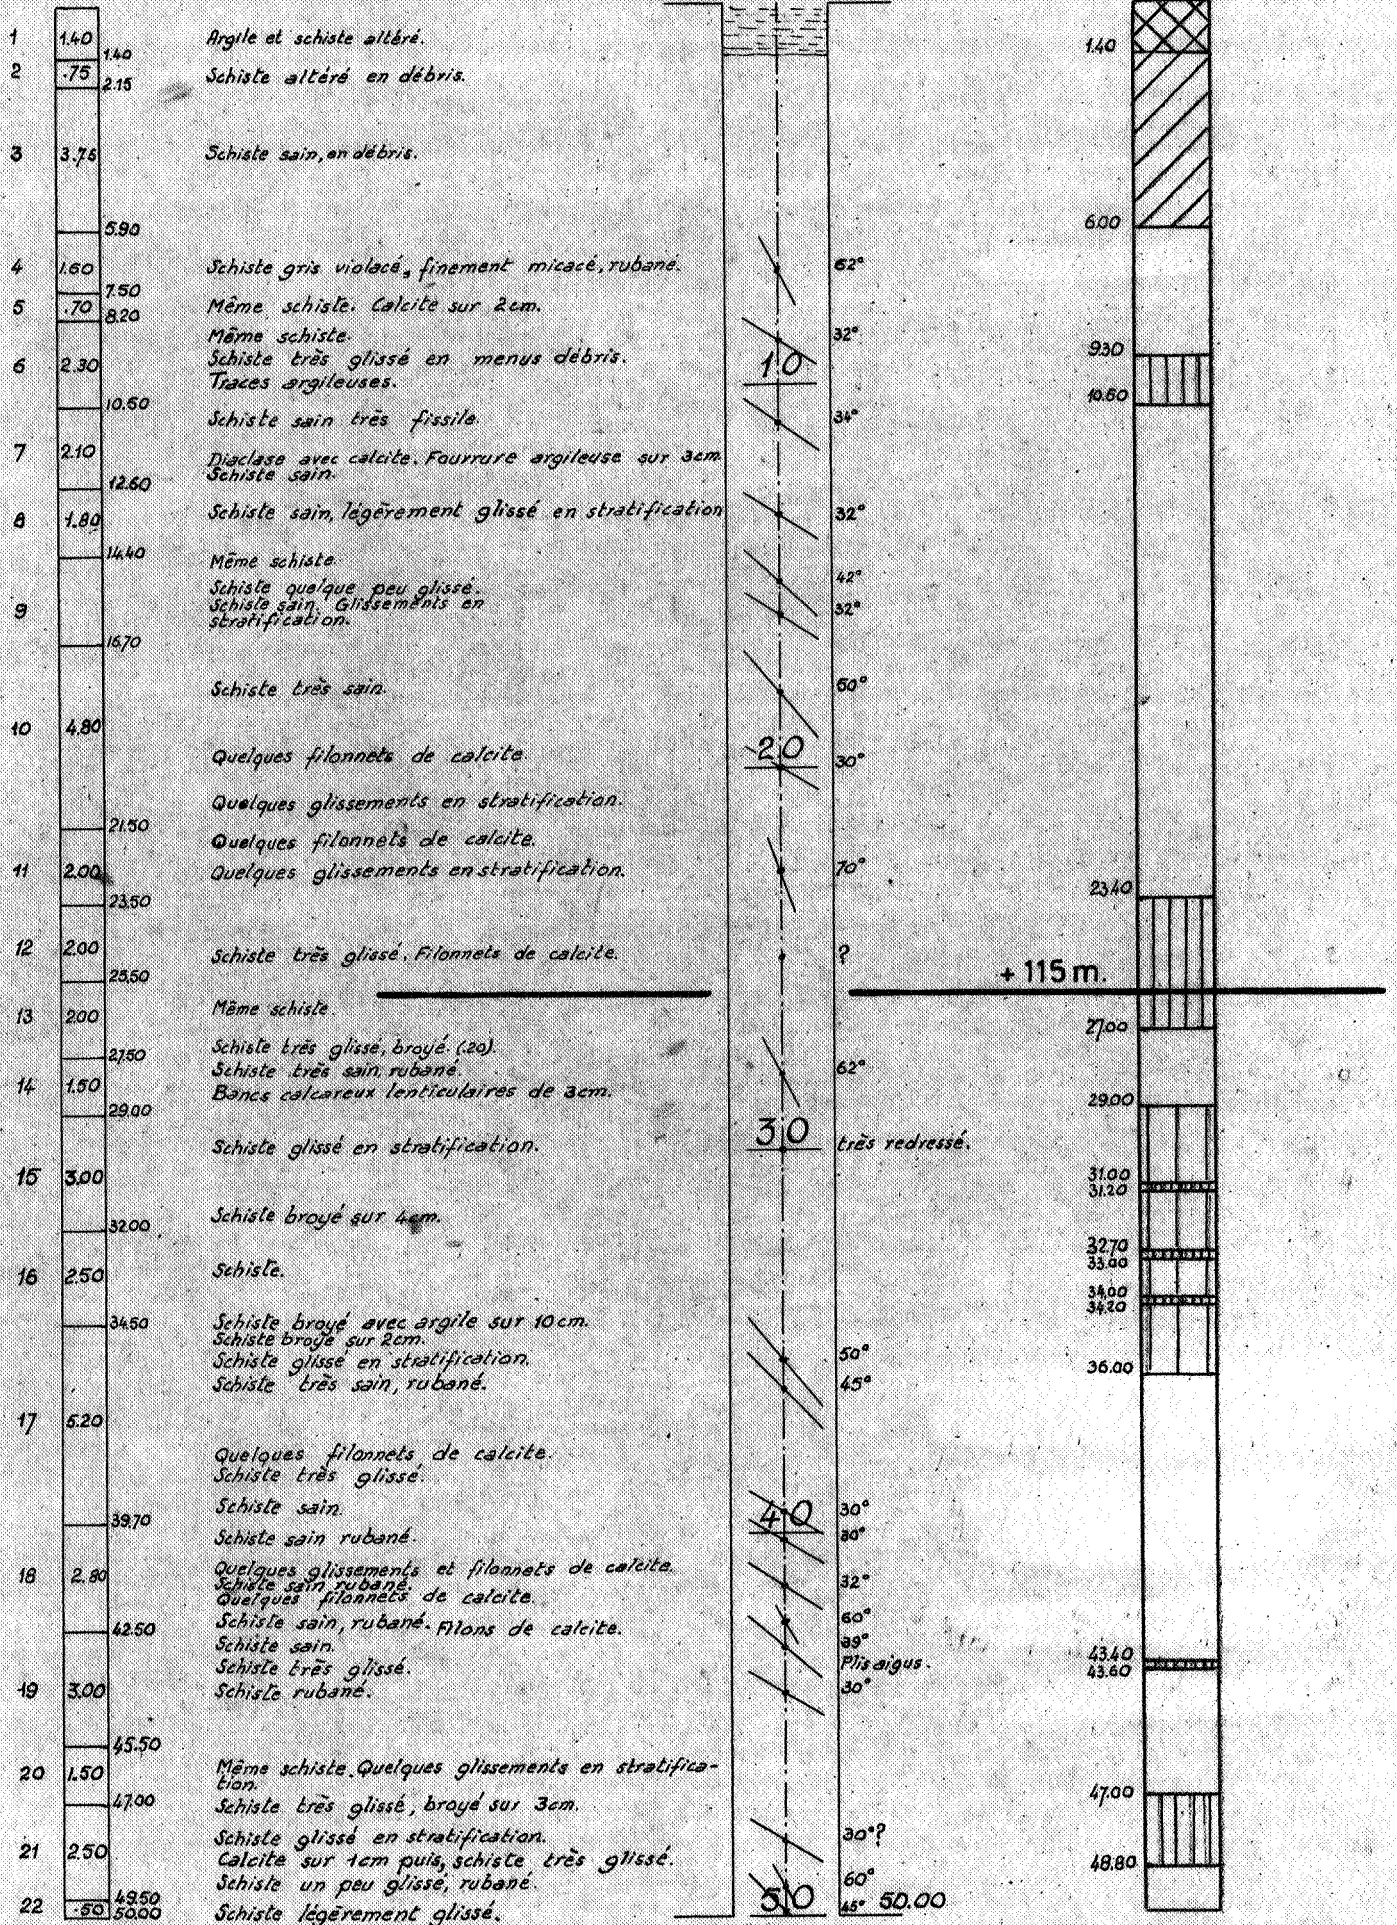 1 1.40 Argile et schiste altéré.
1.40 1.40
2 .75 Schiste altéré en débris.
2.15
3 3.75 Schiste sain, en débris.
5.90 6.00
4 1.60 Schiste gris violacé, finement micacé, rubané. 62°
7.50
5 .70 Même schiste. Calcite sur 2cm.
8.20
Même schiste. 32°
9.30
6 2.30 Schiste très glissé en menus débris. 10
Traces argileuses.
10.60 10.60
Schiste sain très fissile. 34°
7 2.10 Diaclase avec calcite. Fourrure argileuse sur 3cm
Schiste sain.
12.60
8 1.80 Schiste sain, légèrement glissé en stratification 32°
14.40
Même schiste.
Schiste quelque peu glissé. 42°
9 Schiste sain. Glissements en 32°
stratification.
16.70
Schiste très sain. 50°
10 4.80
Quelques filonnets de calcite. 20 30°
Quelques glissements en stratification.
21.50
Quelques filonnets de calcite.
11 2.00 Quelques glissements en stratification. 70°
23.50 23.40
12 2.00 Schiste très glissé. Filonnets de calcite. ?
25.50 + 115 m.
13 2.00 Même schiste.
27.00
Schiste très glissé, broyé. (.20).
27.50
Schiste très sain, rubané. 62°
14 1.50 Bancs calcareux lenticulaires de 3cm.
29.00 29.00
Schiste glissé en stratification. 30 très redressé.
15 3.00 31.00
31.20
Schiste broyé sur 4cm.
32.00
32.70
16 2.50 Schiste. 33.00
34.00
34.20
34.50
Schiste broyé avec argile sur 10cm.
Schiste broyé sur 2cm.
Schiste glissé en stratification. 50°
36.00
Schiste très sain, rubané. 45°
17 5.20
Quelques filonnets de calcite.
Schiste très glissé.
Schiste sain. 40 30°
39.70
Schiste sain rubané. 30°
18 2.80 Quelques glissements et filonnets de calcite.
Schiste sain rubané. 32°
Quelques filonnets de calcite.
Schiste sain, rubané. Filons de calcite. 60°
42.50
Schiste sain. 39°
43.40
Schiste très glissé. Plis aigus.
43.60
19 3.00 Schiste rubané. 30°
45.50
20 1.50 Même schiste. Quelques glissements en stratifica-
tion.
47.00 47.00
Schiste très glissé, broyé sur 3cm.
Schiste glissé en stratification. 30°?
21 2.50 Calcite sur 1cm puis, schiste très glissé.
48.80
Schiste un peu glissé, rubané. 60°
49.50
22 .50 50.00 Schiste légèrement glissé. 50 45° 50.00